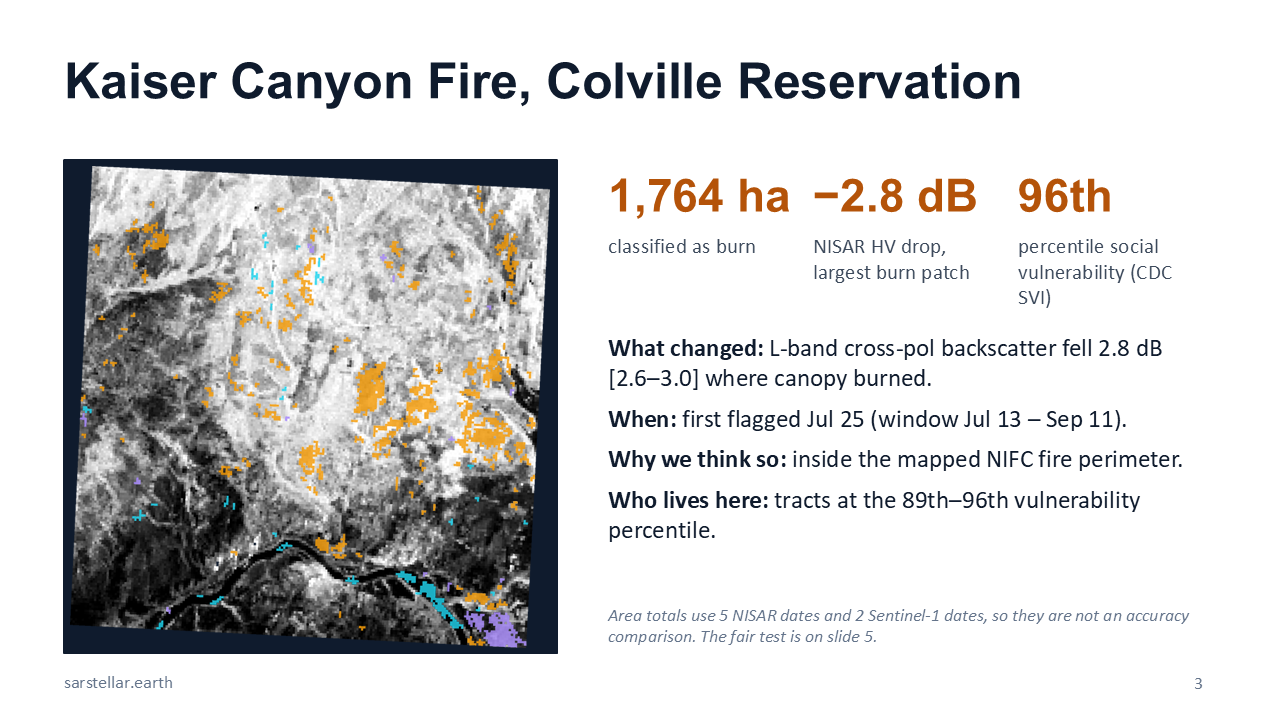 Kaiser Canyon Fire, Colville Reservation
1,764 ha
classified as burn
−2.8 dB
NISAR HV drop,
largest burn patch
96th
percentile social
vulnerability (CDC
SVI)
What changed: L-band cross-pol backscatter fell 2.8 dB
[2.6–3.0] where canopy burned.
When: first flagged Jul 25 (window Jul 13 – Sep 11).
Why we think so: inside the mapped NIFC fire perimeter.
Who lives here: tracts at the 89th–96th vulnerability
percentile.
Area totals use 5 NISAR dates and 2 Sentinel-1 dates, so they are not an accuracy
comparison. The fair test is on slide 5.
sarstellar.earth
3